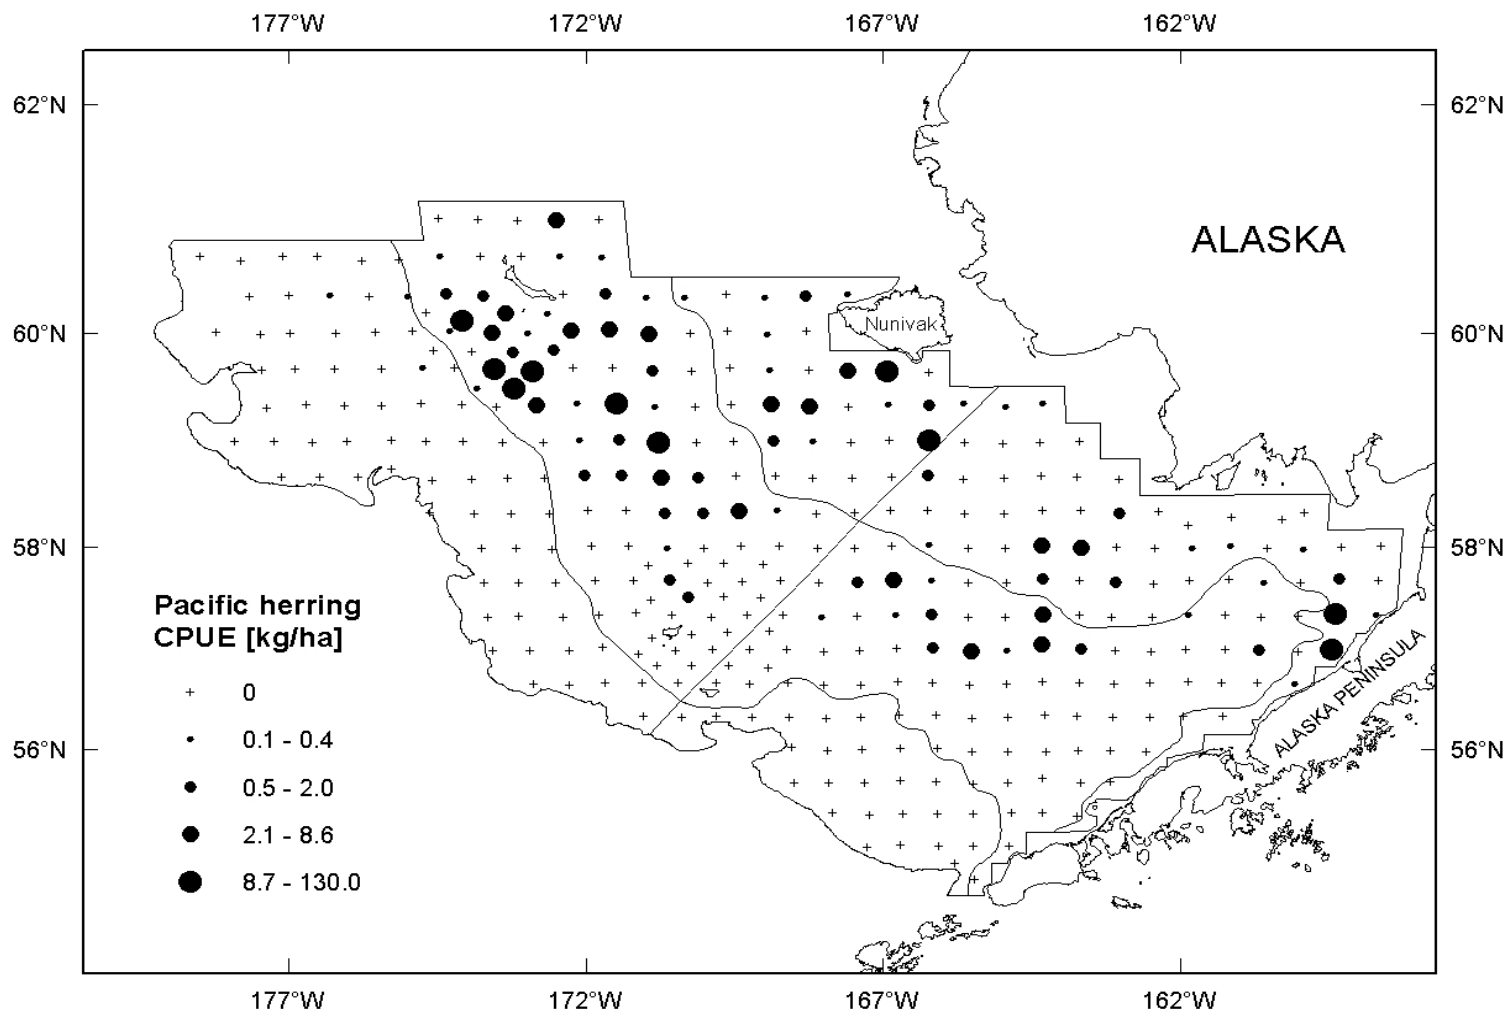 177°W 172°W 167°W 162°W
62°N 62°N
ALASKA
60°N Nunivak 60°N
58°N 58°N
Pacific herring
CPUE [kg/ha]
0
0.1 - 0.4
0.5 - 2.0
2.1 - 8.6
8.7 - 130.0
ALASKA PENINSULA
56°N 56°N
177°W 172°W 167°W 162°W